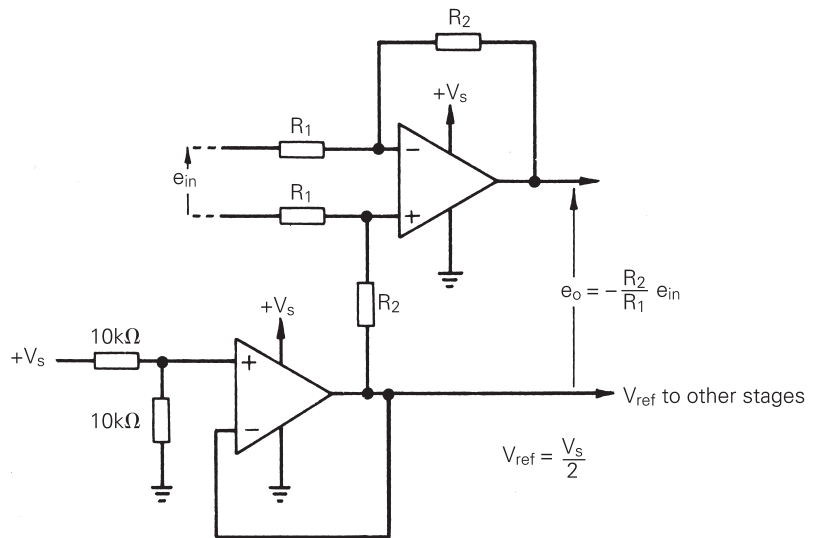 R₂
+Vₛ
R₁
−
eᵢₙ
R₁
+
R₂
eₒ = − R₂/R₁ eᵢₙ
+Vₛ
10kΩ
+Vₛ
+
10kΩ
−
Vref to other stages
Vref = Vₛ/2